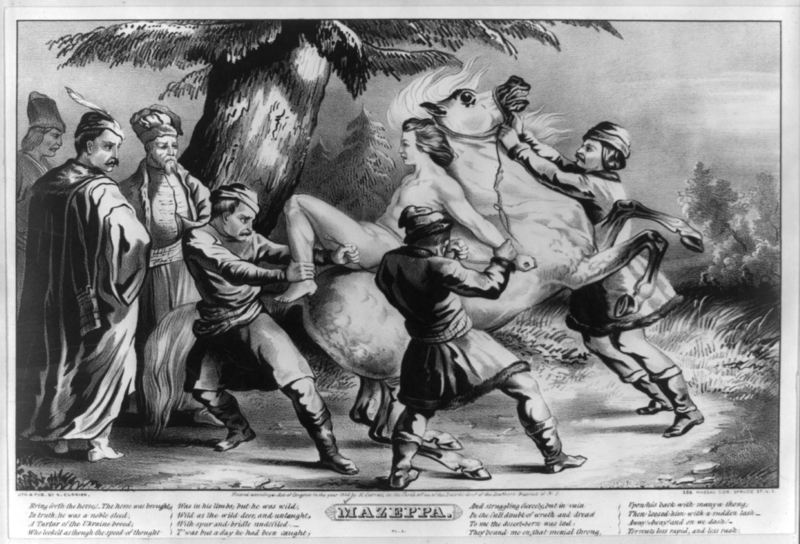 LITH. & PUB. BY N. CURRIER,
Entered according to Act of Congress in the year by N. Currier, in the Clerk's Office of the District Court of the Southern District of N.Y.
NASSAU COR. SPRUCE ST. N.Y.
Bring forth the horse! The horse was brought,
In truth, he was a noble steed,
A Tartar of the Ukraine breed;
Who look'd as though the speed of thought
Was in his limbs; but he was wild,
Wild as the wild deer, and untaught,
With spur and bridle undefiled
T'was but a day he had been caught;
MAZEPPA.
And struggling fiercely, but in vain
In the full of wrath and dread
To me the desert-born was led:
They bound me on, that menial throng,
Upon his back with many a thong;
Then loosed him with a sudden lash
Away! away! and on we dash!
Torrents less rapid, and less rash.